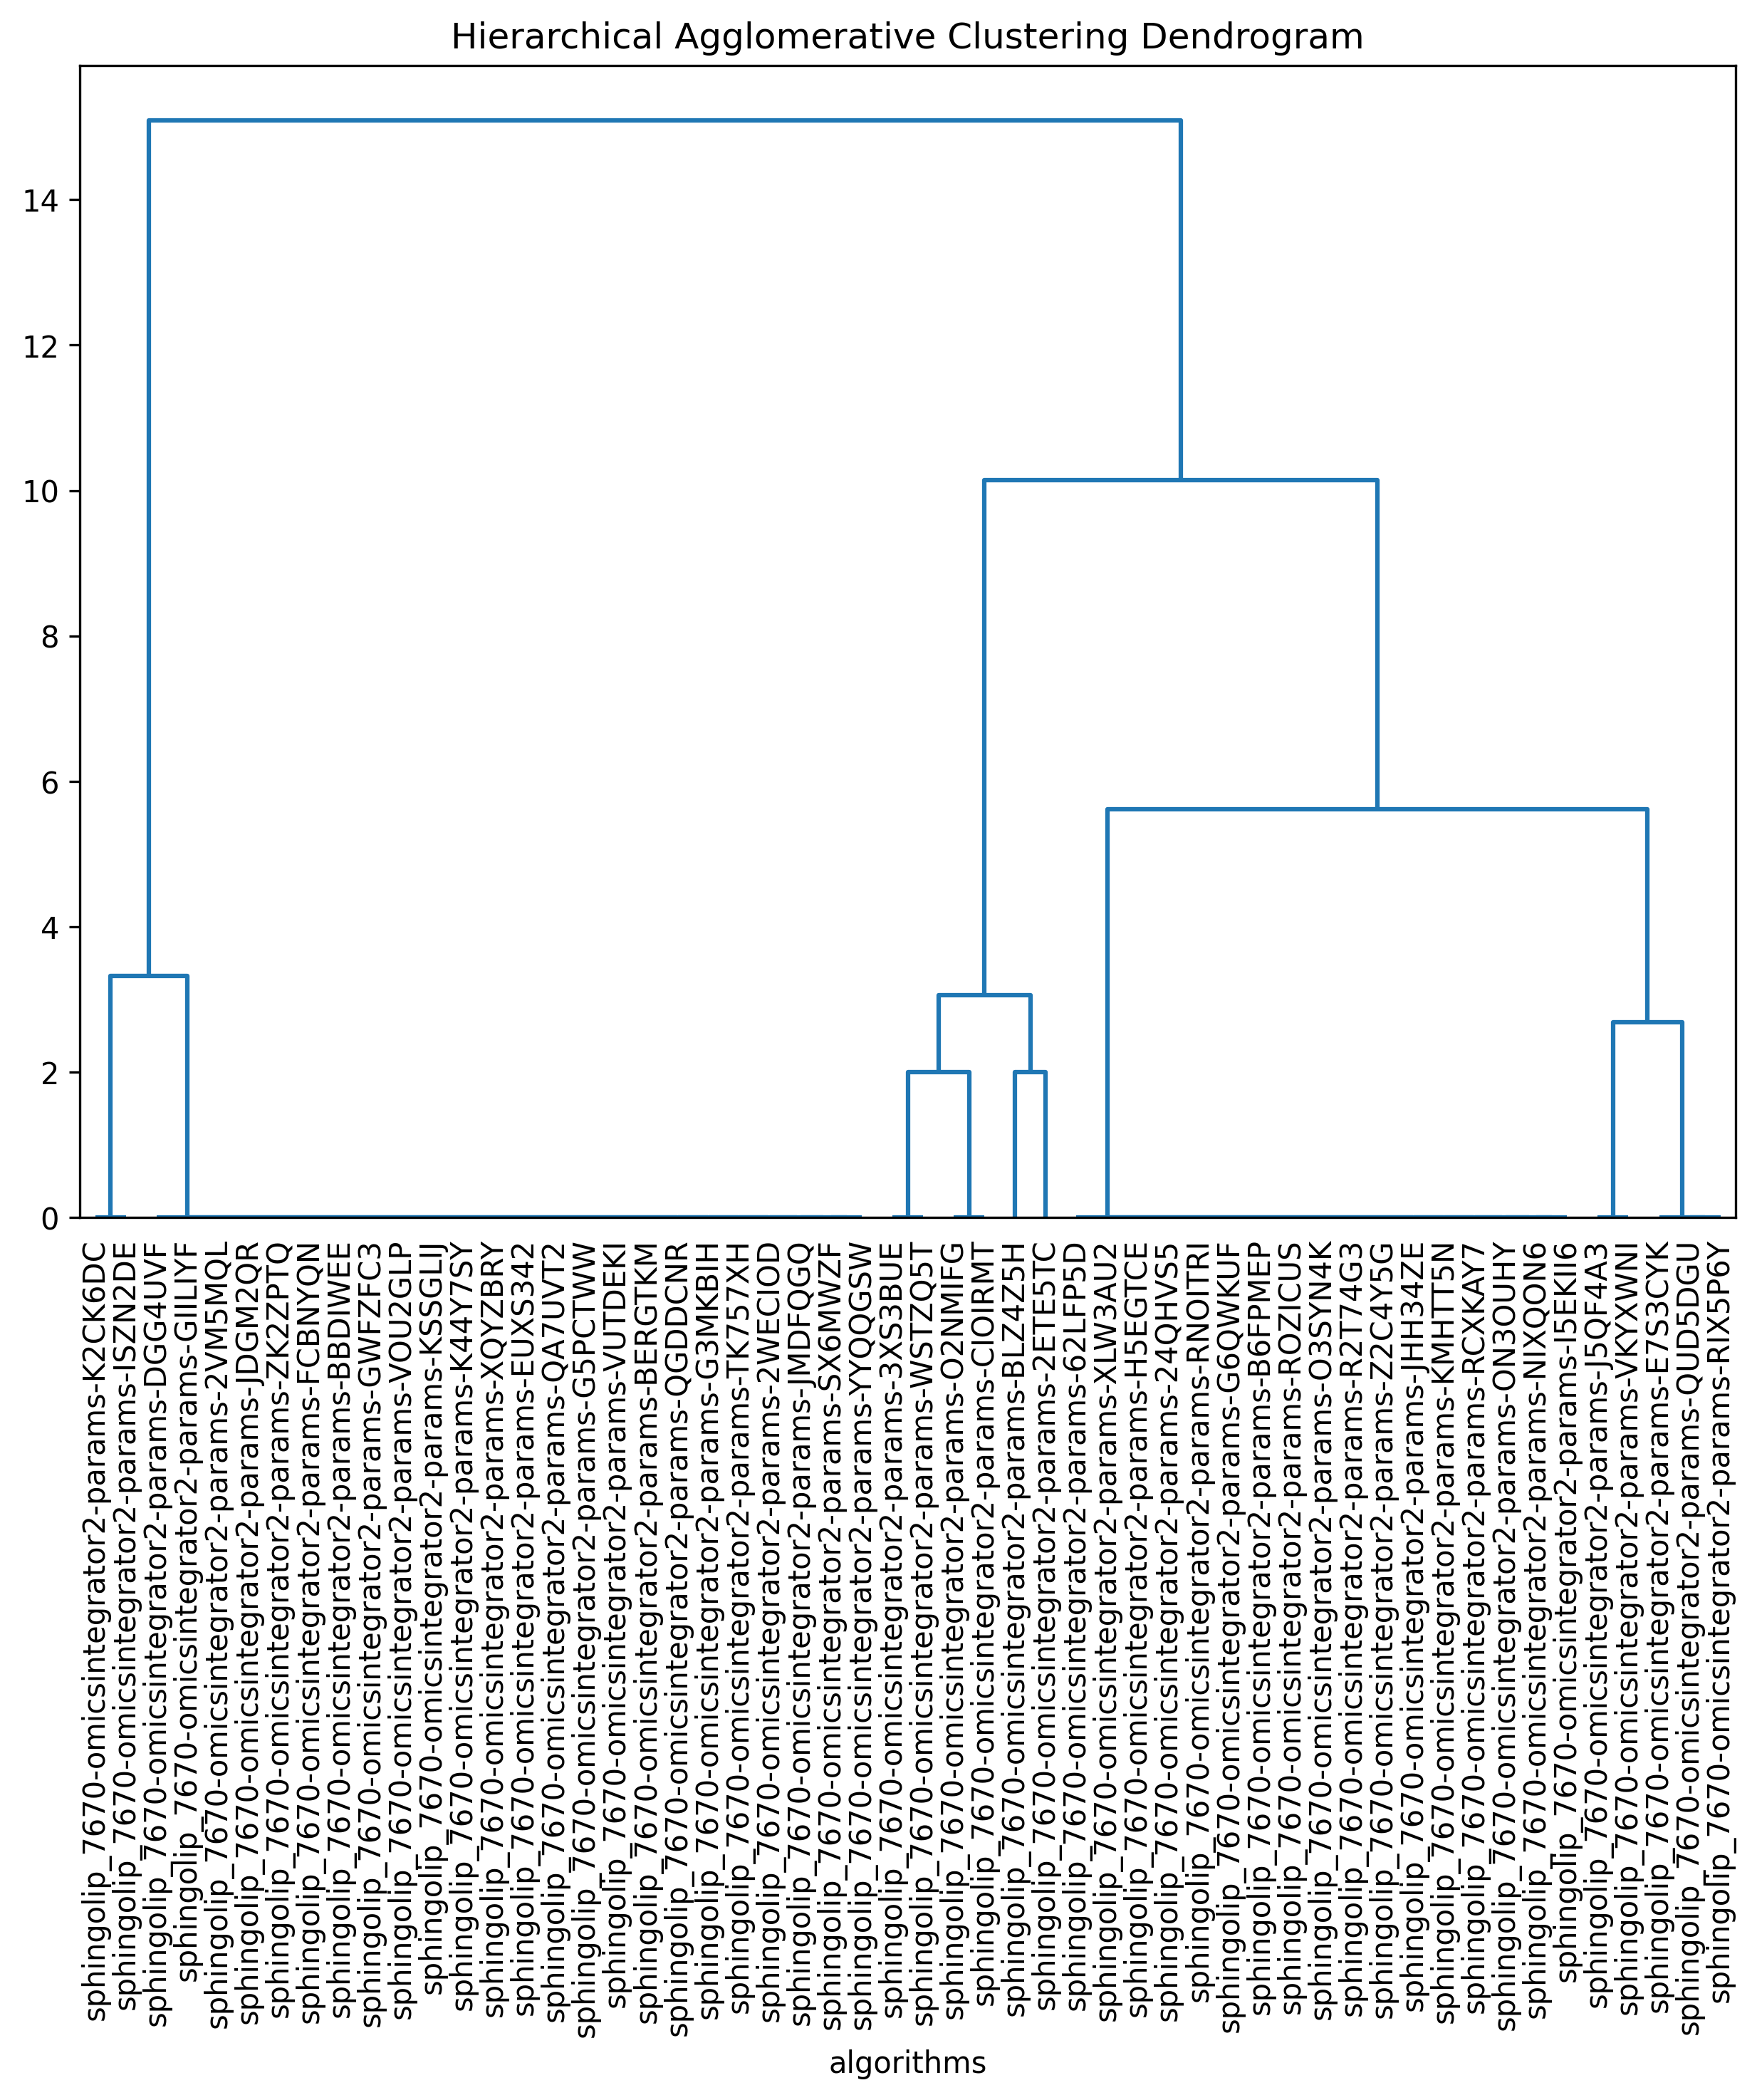 Hierarchical Agglomerative Clustering Dendrogram
14
12
10
8
6
4
2
0
sphingolip_7670-omicsintegrator2-params-K2CK6DC
sphingolip_7670-omicsintegrator2-params-ISZN2DE
sphingolip_7670-omicsintegrator2-params-DGG4UVF
sphingolip_7670-omicsintegrator2-params-GIILIYF
sphingolip_7670-omicsintegrator2-params-2VM5MQL
sphingolip_7670-omicsintegrator2-params-JDGM2QR
sphingolip_7670-omicsintegrator2-params-ZK2ZPTQ
sphingolip_7670-omicsintegrator2-params-FCBNYQN
sphingolip_7670-omicsintegrator2-params-BBDIWEE
sphingolip_7670-omicsintegrator2-params-GWFZFC3
sphingolip_7670-omicsintegrator2-params-VOU2GLP
sphingolip_7670-omicsintegrator2-params-KSSGLIJ
sphingolip_7670-omicsintegrator2-params-K44Y7SY
sphingolip_7670-omicsintegrator2-params-XQYZBRY
sphingolip_7670-omicsintegrator2-params-EUXS342
sphingolip_7670-omicsintegrator2-params-QA7UVT2
sphingolip_7670-omicsintegrator2-params-G5PCTWW
sphingolip_7670-omicsintegrator2-params-VUTDEKI
sphingolip_7670-omicsintegrator2-params-BERGTKM
sphingolip_7670-omicsintegrator2-params-QGDDCNR
sphingolip_7670-omicsintegrator2-params-G3MKBIH
sphingolip_7670-omicsintegrator2-params-TK757XH
sphingolip_7670-omicsintegrator2-params-2WECIOD
sphingolip_7670-omicsintegrator2-params-JMDFQGQ
sphingolip_7670-omicsintegrator2-params-SX6MWZF
sphingolip_7670-omicsintegrator2-params-YYQQGSW
sphingolip_7670-omicsintegrator2-params-3XS3BUE
sphingolip_7670-omicsintegrator2-params-WSTZQ5T
sphingolip_7670-omicsintegrator2-params-O2NMIFG
sphingolip_7670-omicsintegrator2-params-CIOIRMT
sphingolip_7670-omicsintegrator2-params-BLZ4Z5H
sphingolip_7670-omicsintegrator2-params-2ETE5TC
sphingolip_7670-omicsintegrator2-params-62LFP5D
sphingolip_7670-omicsintegrator2-params-XLW3AU2
sphingolip_7670-omicsintegrator2-params-H5EGTCE
sphingolip_7670-omicsintegrator2-params-24QHVS5
sphingolip_7670-omicsintegrator2-params-RNOITRI
sphingolip_7670-omicsintegrator2-params-G6QWKUF
sphingolip_7670-omicsintegrator2-params-B6FPMEP
sphingolip_7670-omicsintegrator2-params-ROZICUS
sphingolip_7670-omicsintegrator2-params-O3SYN4K
sphingolip_7670-omicsintegrator2-params-R2T74G3
sphingolip_7670-omicsintegrator2-params-Z2C4Y5G
sphingolip_7670-omicsintegrator2-params-JHH34ZE
sphingolip_7670-omicsintegrator2-params-KMHTT5N
sphingolip_7670-omicsintegrator2-params-RCXKAY7
sphingolip_7670-omicsintegrator2-params-ON3OUHY
sphingolip_7670-omicsintegrator2-params-NIXQON6
sphingolip_7670-omicsintegrator2-params-I5EKII6
sphingolip_7670-omicsintegrator2-params-J5QF4A3
sphingolip_7670-omicsintegrator2-params-VKYXWNI
sphingolip_7670-omicsintegrator2-params-E7S3CYK
sphingolip_7670-omicsintegrator2-params-QUD5DGU
sphingolip_7670-omicsintegrator2-params-RIX5P6Y
algorithms